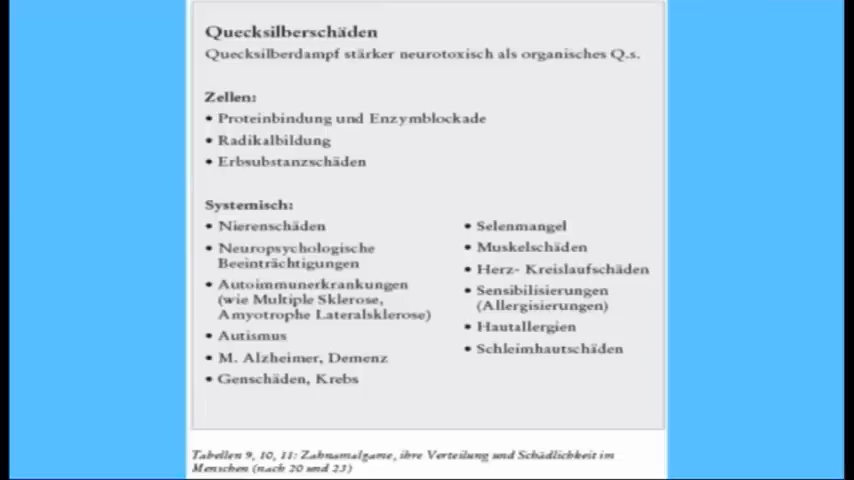 Quecksilberschäden
Quecksilberdampf stärker neurotoxisch als organisches Q.s.
Zellen:
• Proteinbindung und Enzymblockade
• Radikalbildung
• Erbsubstanzschäden
Systemisch:
• Nierenschäden
• Neuropsychologische
Beeinträchtigungen
• Autoimmunerkrankungen
(wie Multiple Sklerose,
Amyotrophe Lateralsklerose)
• Autismus
• M. Alzheimer, Demenz
• Genschäden, Krebs
• Selenmangel
• Muskelschäden
• Herz- Kreislaufschäden
• Sensibilisierungen
(Allergisierungen)
• Hautallergien
• Schleimhautschäden
Tabellen 9, 10, 11: Zahnamalgame, ihre Verteilung und Schädlichkeit im
Menschen (nach 20 und 23)